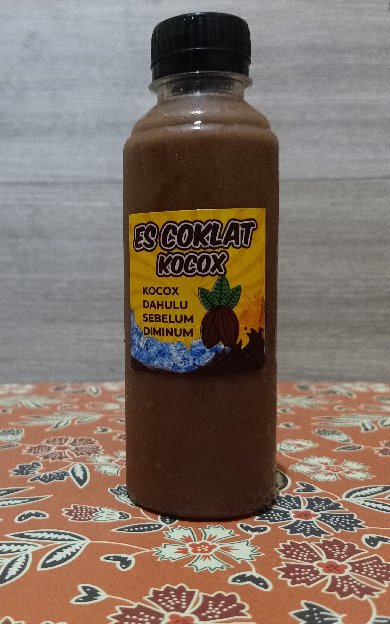 ES COKLAT
KOCOX
KOCOX
DAHULU
SEBELUM
DIMINUM